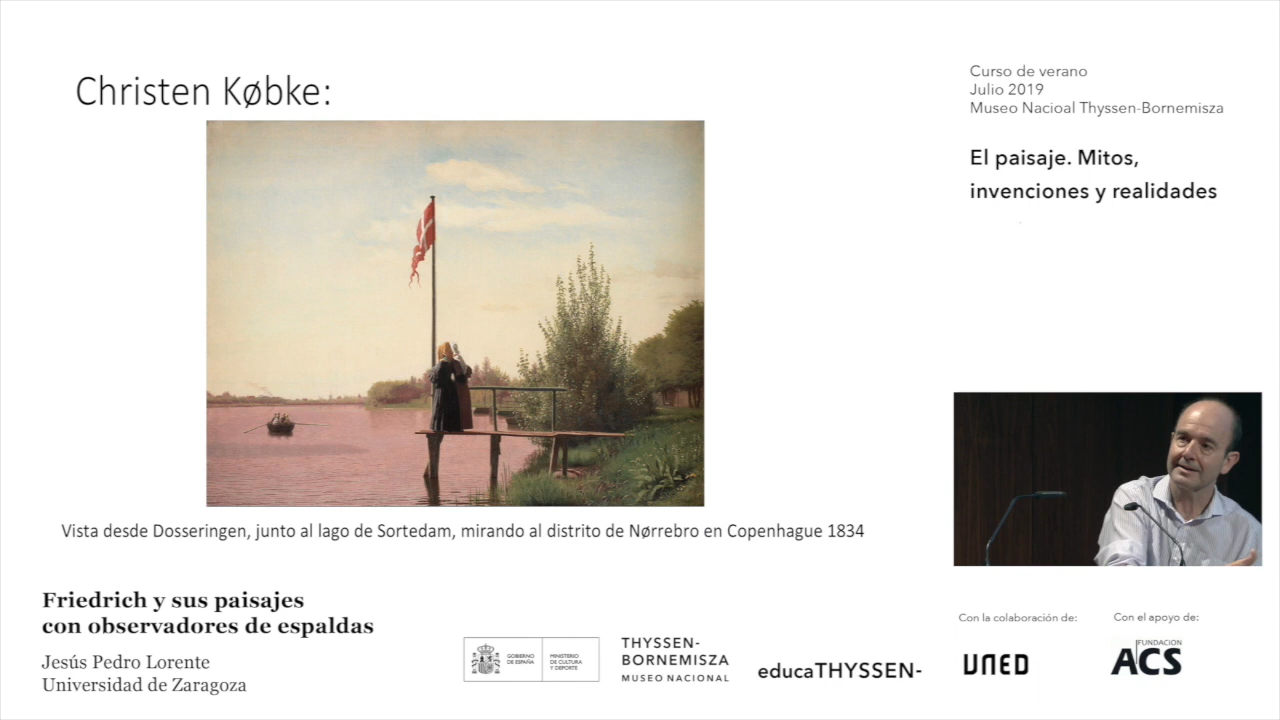 Christen Købke:
Vista desde Dosseringen, junto al lago de Sortedam, mirando al distrito de Nørrebro en Copenhague 1834
Curso de verano
Julio 2019
Museo Nacioal Thyssen-Bornemisza
El paisaje. Mitos,
invenciones y realidades
Friedrich y sus paisajes
con observadores de espaldas
Jesús Pedro Lorente
Universidad de Zaragoza
GOBIERNO
DE ESPAÑA
MINISTERIO
DE CULTURA
Y DEPORTE
THYSSEN-
BORNEMISZA
MUSEO NACIONAL
educaTHYSSEN-
Con la colaboración de:
UNED
Con el apoyo de:
FUNDACION
ACS